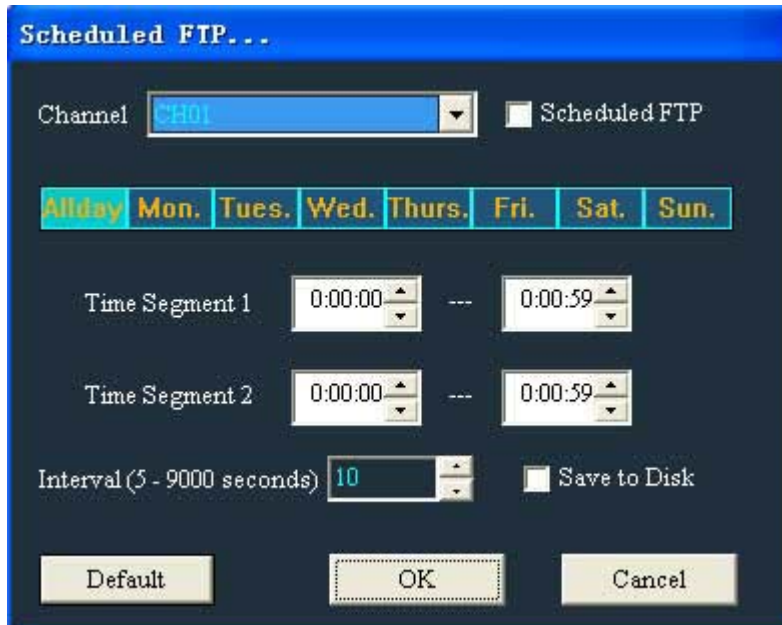 Scheduled FTP...
Channel CH01 Scheduled FTP
Allday Mon. Tues. Wed. Thurs. Fri. Sat. Sun.
Time Segment 1 0:00:00 --- 0:00:59
Time Segment 2 0:00:00 --- 0:00:59
Interval (5 - 9000 seconds) 10 Save to Disk
Default OK Cancel